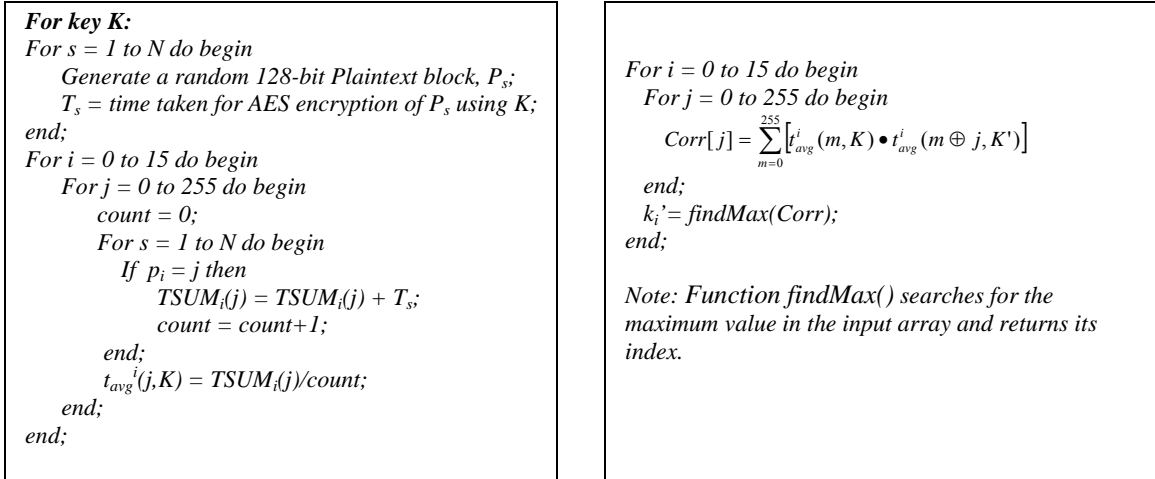 For key K:
For s = 1 to N do begin
Generate a random 128-bit Plaintext block, Pₛ;
Tₛ = time taken for AES encryption of Pₛ using K;
end;
For i = 0 to 15 do begin
For j = 0 to 255 do begin
count = 0;
For s = 1 to N do begin
If pᵢ = j then
TSUMᵢ(j) = TSUMᵢ(j) + Tₛ;
count = count+1;
end;
t_avg^i(j,K) = TSUMᵢ(j)/count;
end;
end;
For i = 0 to 15 do begin
For j = 0 to 255 do begin
Corr[j] = ∑_{m=0}^{255} [t_avg^i(m, K) • t_avg^i(m ⊕ j, K')]
end;
kᵢ’= findMax(Corr);
end;
Note: Function findMax() searches for the
maximum value in the input array and returns its
index.